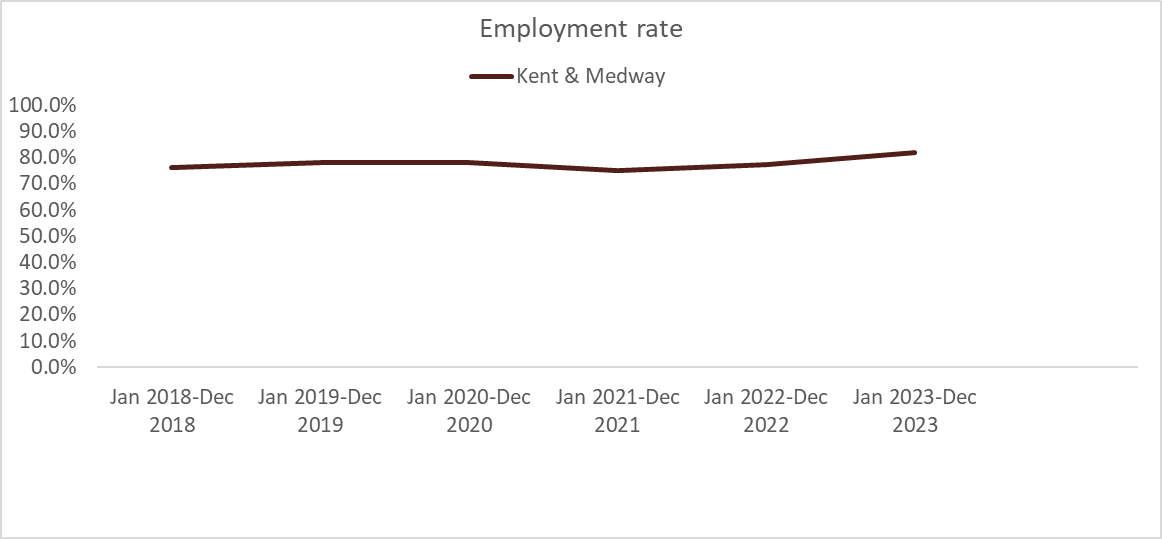 Employment rate
Kent & Medway
100.0%
90.0%
80.0%
70.0%
60.0%
50.0%
40.0%
30.0%
20.0%
10.0%
0.0%
Jan 2018-Dec
2018
Jan 2019-Dec
2019
Jan 2020-Dec
2020
Jan 2021-Dec
2021
Jan 2022-Dec
2022
Jan 2023-Dec
2023